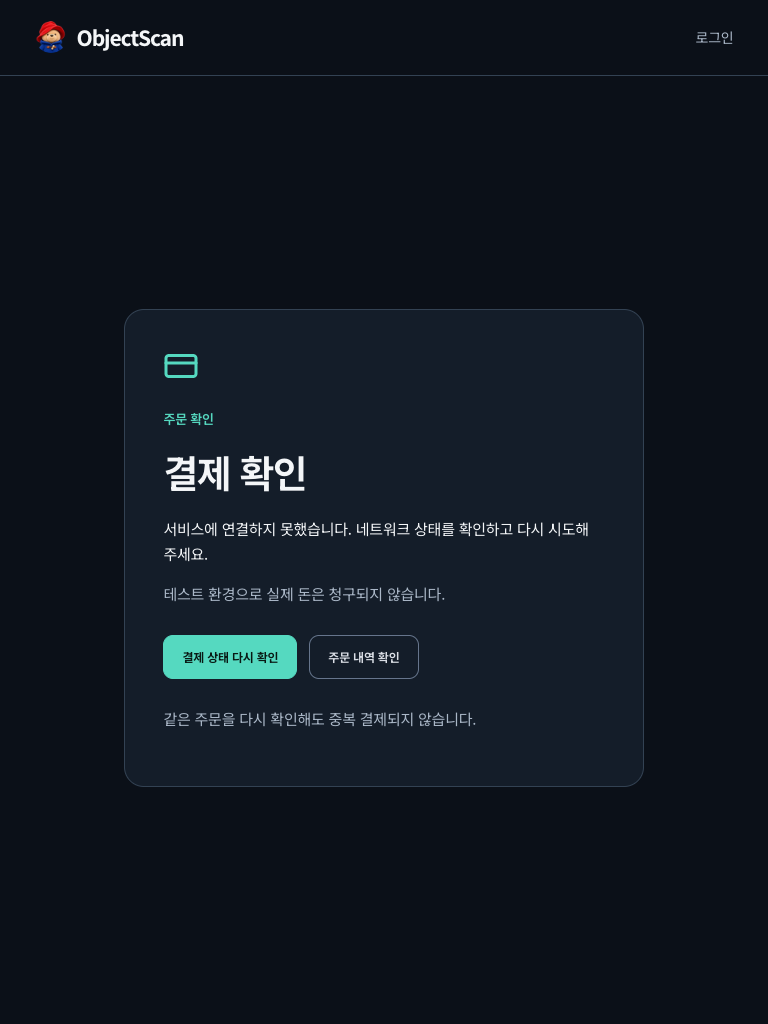 ObjectScan
로그인
주문 확인
결제 확인
서비스에 연결하지 못했습니다. 네트워크 상태를 확인하고 다시 시도해
주세요.
테스트 환경으로 실제 돈은 청구되지 않습니다.
결제 상태 다시 확인
주문 내역 확인
같은 주문을 다시 확인해도 중복 결제되지 않습니다.